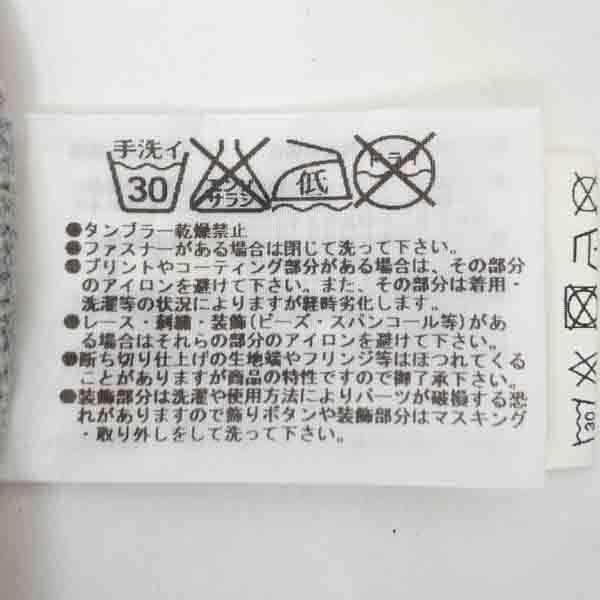 手洗イ
30
エンソ
サラシ
低
ドライ
●タンブラー乾燥禁止
●ファスナーがある場合は閉じて洗って下さい。
●プリントやコーティング部分がある場合は、その部分
のアイロンを避けて下さい。また、その部分は着用・
洗濯等の状況によりますが経時劣化します。
●レース・刺繍・装飾(ビーズ・スパンコール等)があ
る場合はそれらの部分のアイロンを避けて下さい。
●断ち切り仕上げの生地端やフリンジ等はほつれてくる
ことがありますが商品の特性ですので御了承下さい。
●装飾部分は洗濯や使用方法によりパーツが破損する恐
れがありますので飾りボタンや装飾部分はマスキング
・取り外しをして洗って下さい。
30